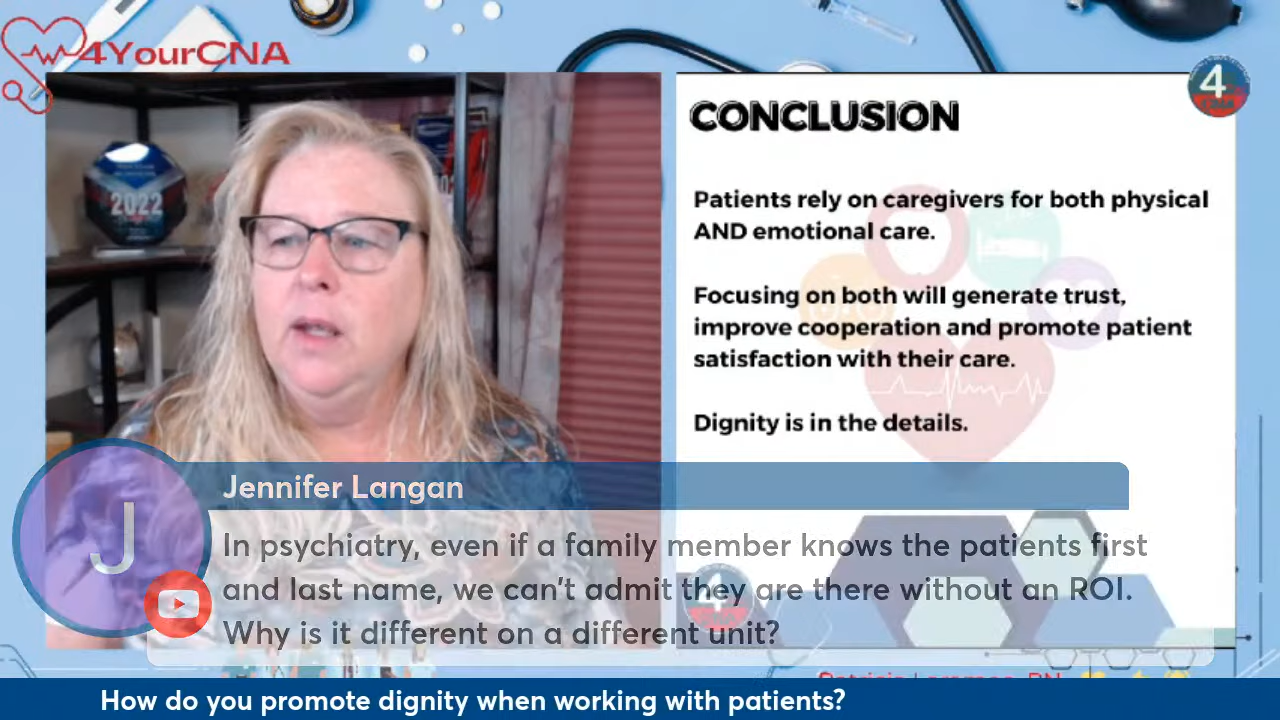 4YourCNA
2022
4
CONCLUSION
Patients rely on caregivers for both physical
AND emotional care.
Focusing on both will generate trust,
improve cooperation and promote patient
satisfaction with their care.
Dignity is in the details.
J
Jennifer Langan
In psychiatry, even if a family member knows the patients first
and last name, we can't admit they are there without an ROI.
Why is it different on a different unit?
4
How do you promote dignity when working with patients?